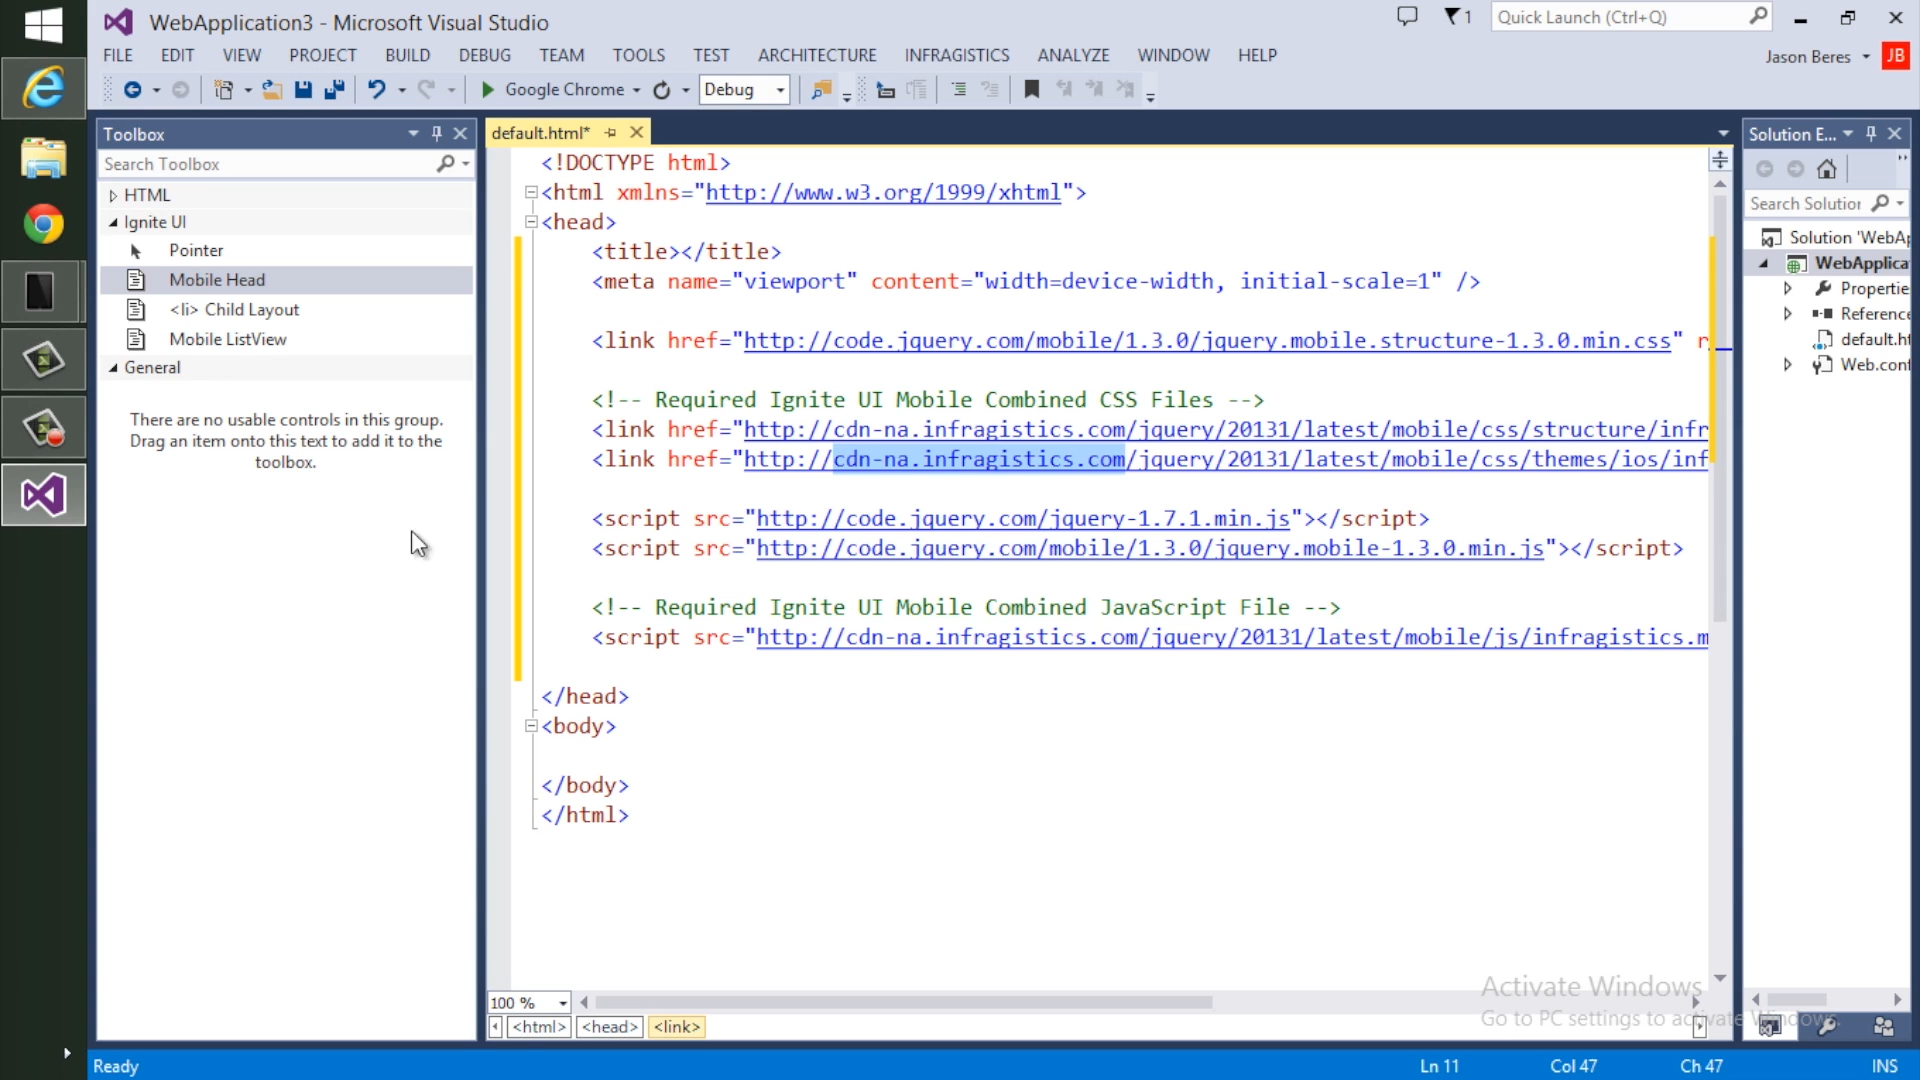 WebApplication3 - Microsoft Visual Studio
1
Quick Launch (Ctrl+Q)
FILE EDIT VIEW PROJECT BUILD DEBUG TEAM TOOLS TEST ARCHITECTURE INFRAGISTICS ANALYZE WINDOW HELP
Jason Beres
JB
Google Chrome
Debug
Toolbox
Search Toolbox
HTML
Ignite UI
Pointer
Mobile Head
<li> Child Layout
Mobile ListView
General
There are no usable controls in this group.
Drag an item onto this text to add it to the
toolbox.
default.html*
<!DOCTYPE html>
<html xmlns="http://www.w3.org/1999/xhtml">
<head>
<title></title>
<meta name="viewport" content="width=device-width, initial-scale=1" />
<link href="http://code.jquery.com/mobile/1.3.0/jquery.mobile.structure-1.3.0.min.css" r
<!-- Required Ignite UI Mobile Combined CSS Files -->
<link href="http://cdn-na.infragistics.com/jquery/20131/latest/mobile/css/structure/infr
<link href="http://cdn-na.infragistics.com/jquery/20131/latest/mobile/css/themes/ios/inf
<script src="http://code.jquery.com/jquery-1.7.1.min.js"></script>
<script src="http://code.jquery.com/mobile/1.3.0/jquery.mobile-1.3.0.min.js"></script>
<!-- Required Ignite UI Mobile Combined JavaScript File -->
<script src="http://cdn-na.infragistics.com/jquery/20131/latest/mobile/js/infragistics.m
</head>
<body>
</body>
</html>
100 %
<html> <head> <link>
Solution E...
Search Solution
Solution 'WebAp
WebApplica
Propertie
Reference
default.ht
Web.conf
Activate Windows
Go to PC settings to activate Windows.
Ready
Ln 11
Col 47
Ch 47
INS